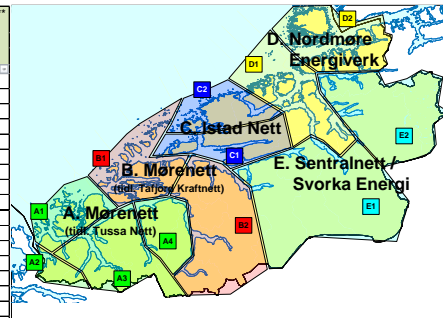 D2
D. Nordmøre
Energiverk
D1
C2
C. Istad Nett
E2
B1
C1
B. Mørenett
(tidl. Tafjord Kraftnett)
E. Sentralnett /
Svorka Energi
A1
A. Mørenett
(tidl. Tussa Nett)
E1
B2
A4
A2
A3